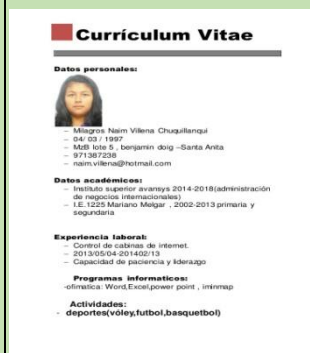 Currículum Vitae
Datos personales:
– Milagros Naim Villena Chuquillanqui
– 04/ 03 / 1997
– MzB lote 5 , benjamin doig –Santa Anita
– 971387238
– naim.villena@hotmail.com
Datos académicos:
– Instituto superior avansys 2014-2018(administración
de negocios internacionales)
– I.E.1225 Mariano Melgar , 2002-2013 primaria y
segundaria
Experiencia laboral:
– Control de cabinas de internet.
– 2013/05/04-201402/13
– Capacidad de paciencia y liderazgo
Programas informaticos:
-ofimatica: Word,Excel,power point , iminmap
Actividades:
- deportes(vóley,futbol,basquetbol)